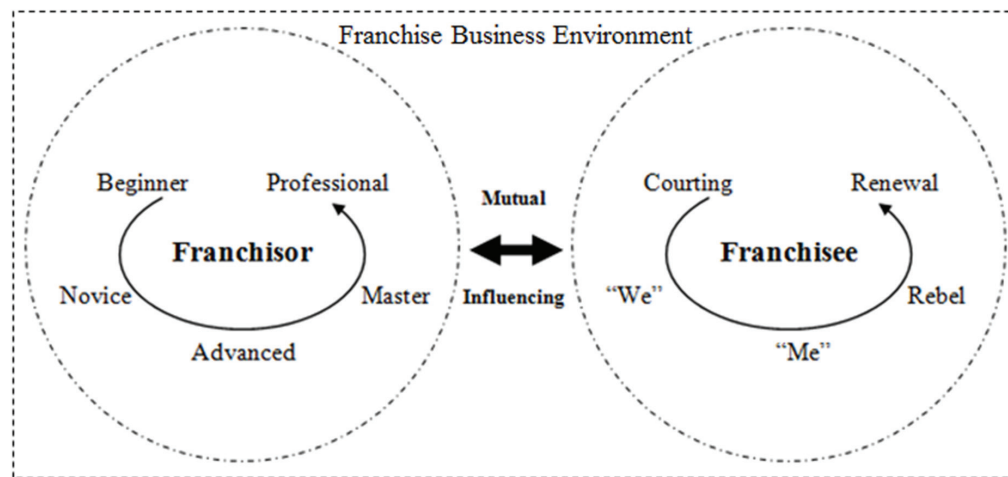 Franchise Business Environment
Beginner
Professional
Franchisor
Novice
Master
Advanced
Mutual
Influencing
Courting
Renewal
Franchisee
“We”
Rebel
“Me”